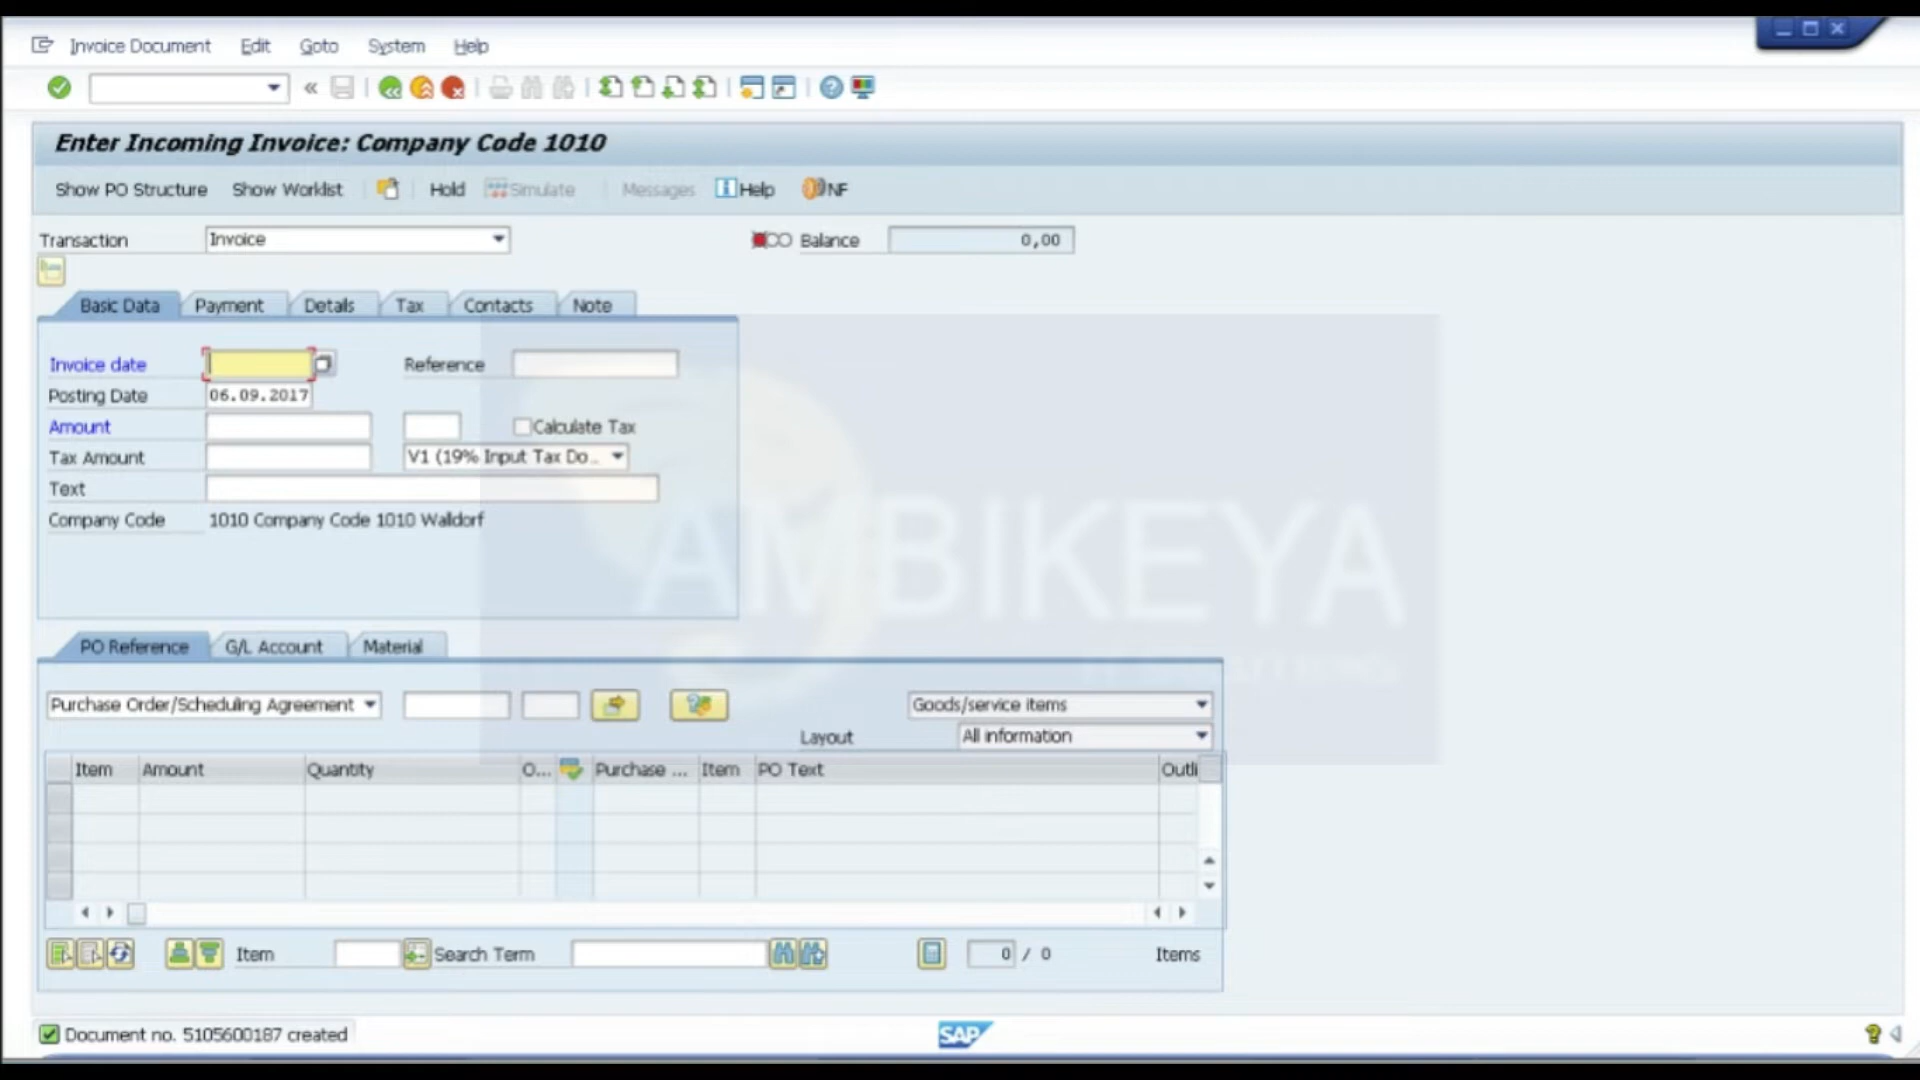 Invoice Document Edit Goto System Help
Enter Incoming Invoice: Company Code 1010
Show PO Structure Show Worklist Hold Simulate Messages Help NF
Transaction Invoice Balance 0,00
Basic Data Payment Details Tax Contacts Note
Invoice date Reference
Posting Date 06.09.2017
Amount Calculate Tax
Tax Amount V1 (19% Input Tax Do...
Text
Company Code 1010 Company Code 1010 Walldorf
AMBIKEYA
PO Reference G/L Account Material
Purchase Order/Scheduling Agreement Goods/service items
Layout All information
Item Amount Quantity O... Purchase ... Item PO Text Outli
Item Search Term 0 / 0 Items
Document no. 5105600187 created SAP